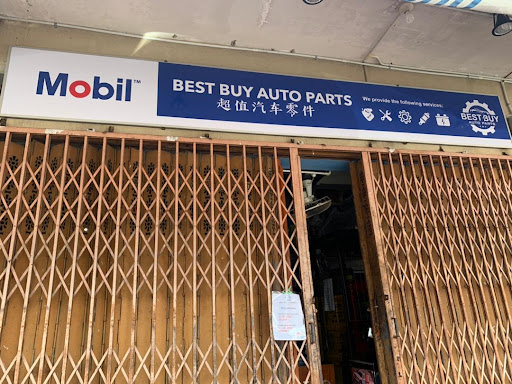 Mobil™
BEST BUY AUTO PARTS
超值汽车零件
We provide the following services:
BEST BUY
AUTO PARTS